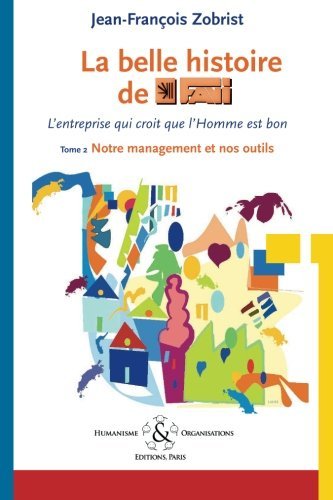 Jean-François Zobrist
La belle histoire
de FAVI
L'entreprise qui croit que l'Homme est bon
Tome 2 Notre management et nos outils
Humanisme & Organisations
Editions, Paris